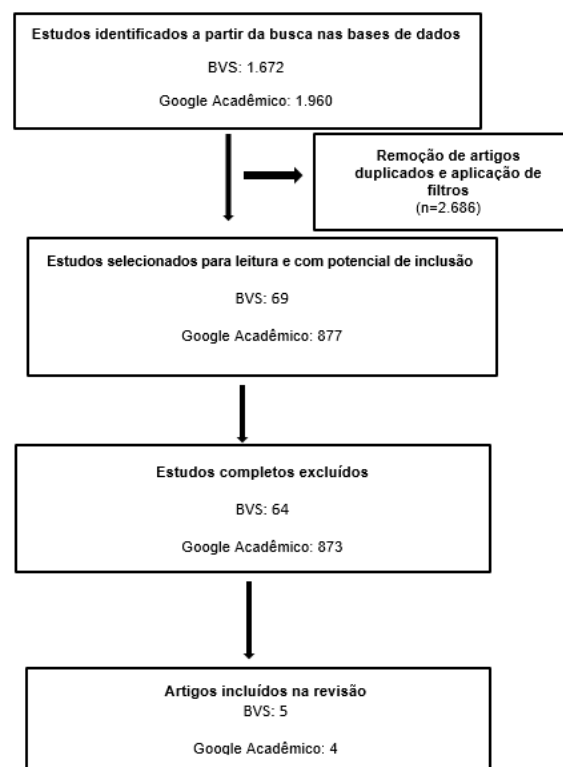 Estudos identificados a partir da busca nas bases de dados
BVS: 1.672
Google Acadêmico: 1.960
Remoção de artigos
duplicados e aplicação de
filtros
(n=2.686)
Estudos selecionados para leitura e com potencial de inclusão
BVS: 69
Google Acadêmico: 877
Estudos completos excluídos
BVS: 64
Google Acadêmico: 873
Artigos incluídos na revisão
BVS: 5
Google Acadêmico: 4